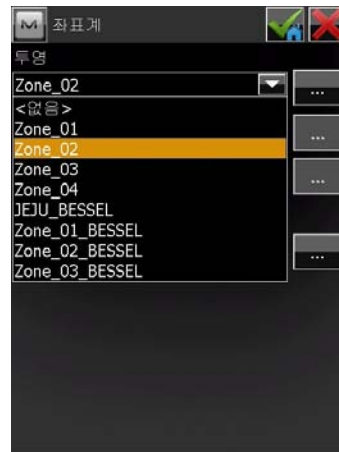 좌표계
투영
Zone_02
...
<없음>
Zone_01
...
Zone_02
Zone_03
...
Zone_04
JEJU_BESSEL
Zone_01_BESSEL
Zone_02_BESSEL
...
Zone_03_BESSEL